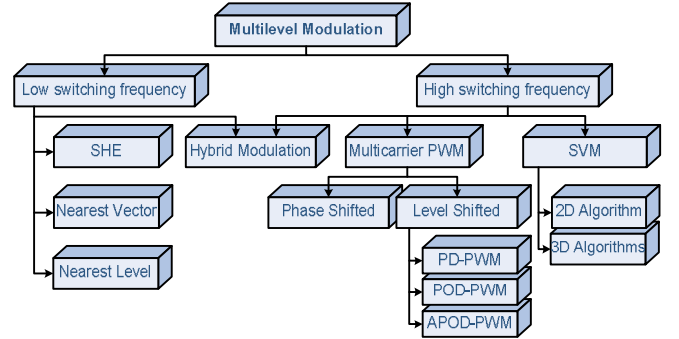 Multilevel Modulation
Low switching frequency
High switching frequency
SHE
Hybrid Modulation
Multicarrier PWM
SVM
Nearest Vector
Phase Shifted
Level Shifted
2D Algorithm
3D Algorithms
Nearest Level
PD-PWM
POD-PWM
APOD-PWM